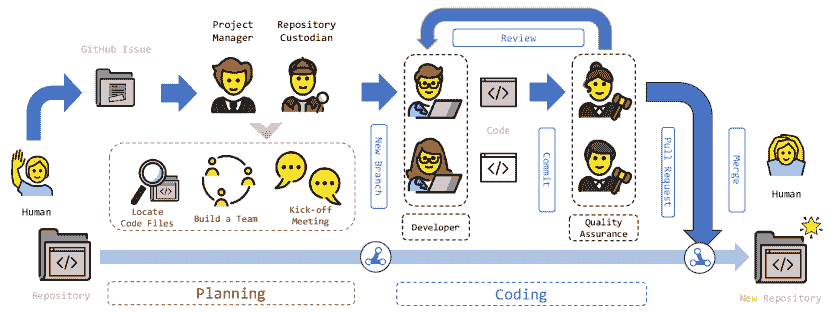 Project
Manager
Repository
Custodian
GitHub Issue
Review
Human
Locate
Code Files
Build a Team
Kick-off
Meeting
New Branch
Code
Commit
Pull Request
Merge
Human
Developer
Quality
Assurance
Repository
New Repository
Planning
Coding